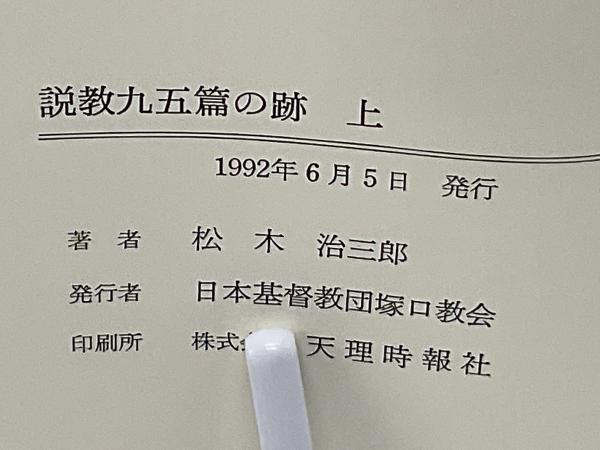 説教九五篇の跡 上
1992年6月5日 発行
著者 松木 治三郎
発行者 日本基督教団塚口教会
印刷所 株式 天理時報社